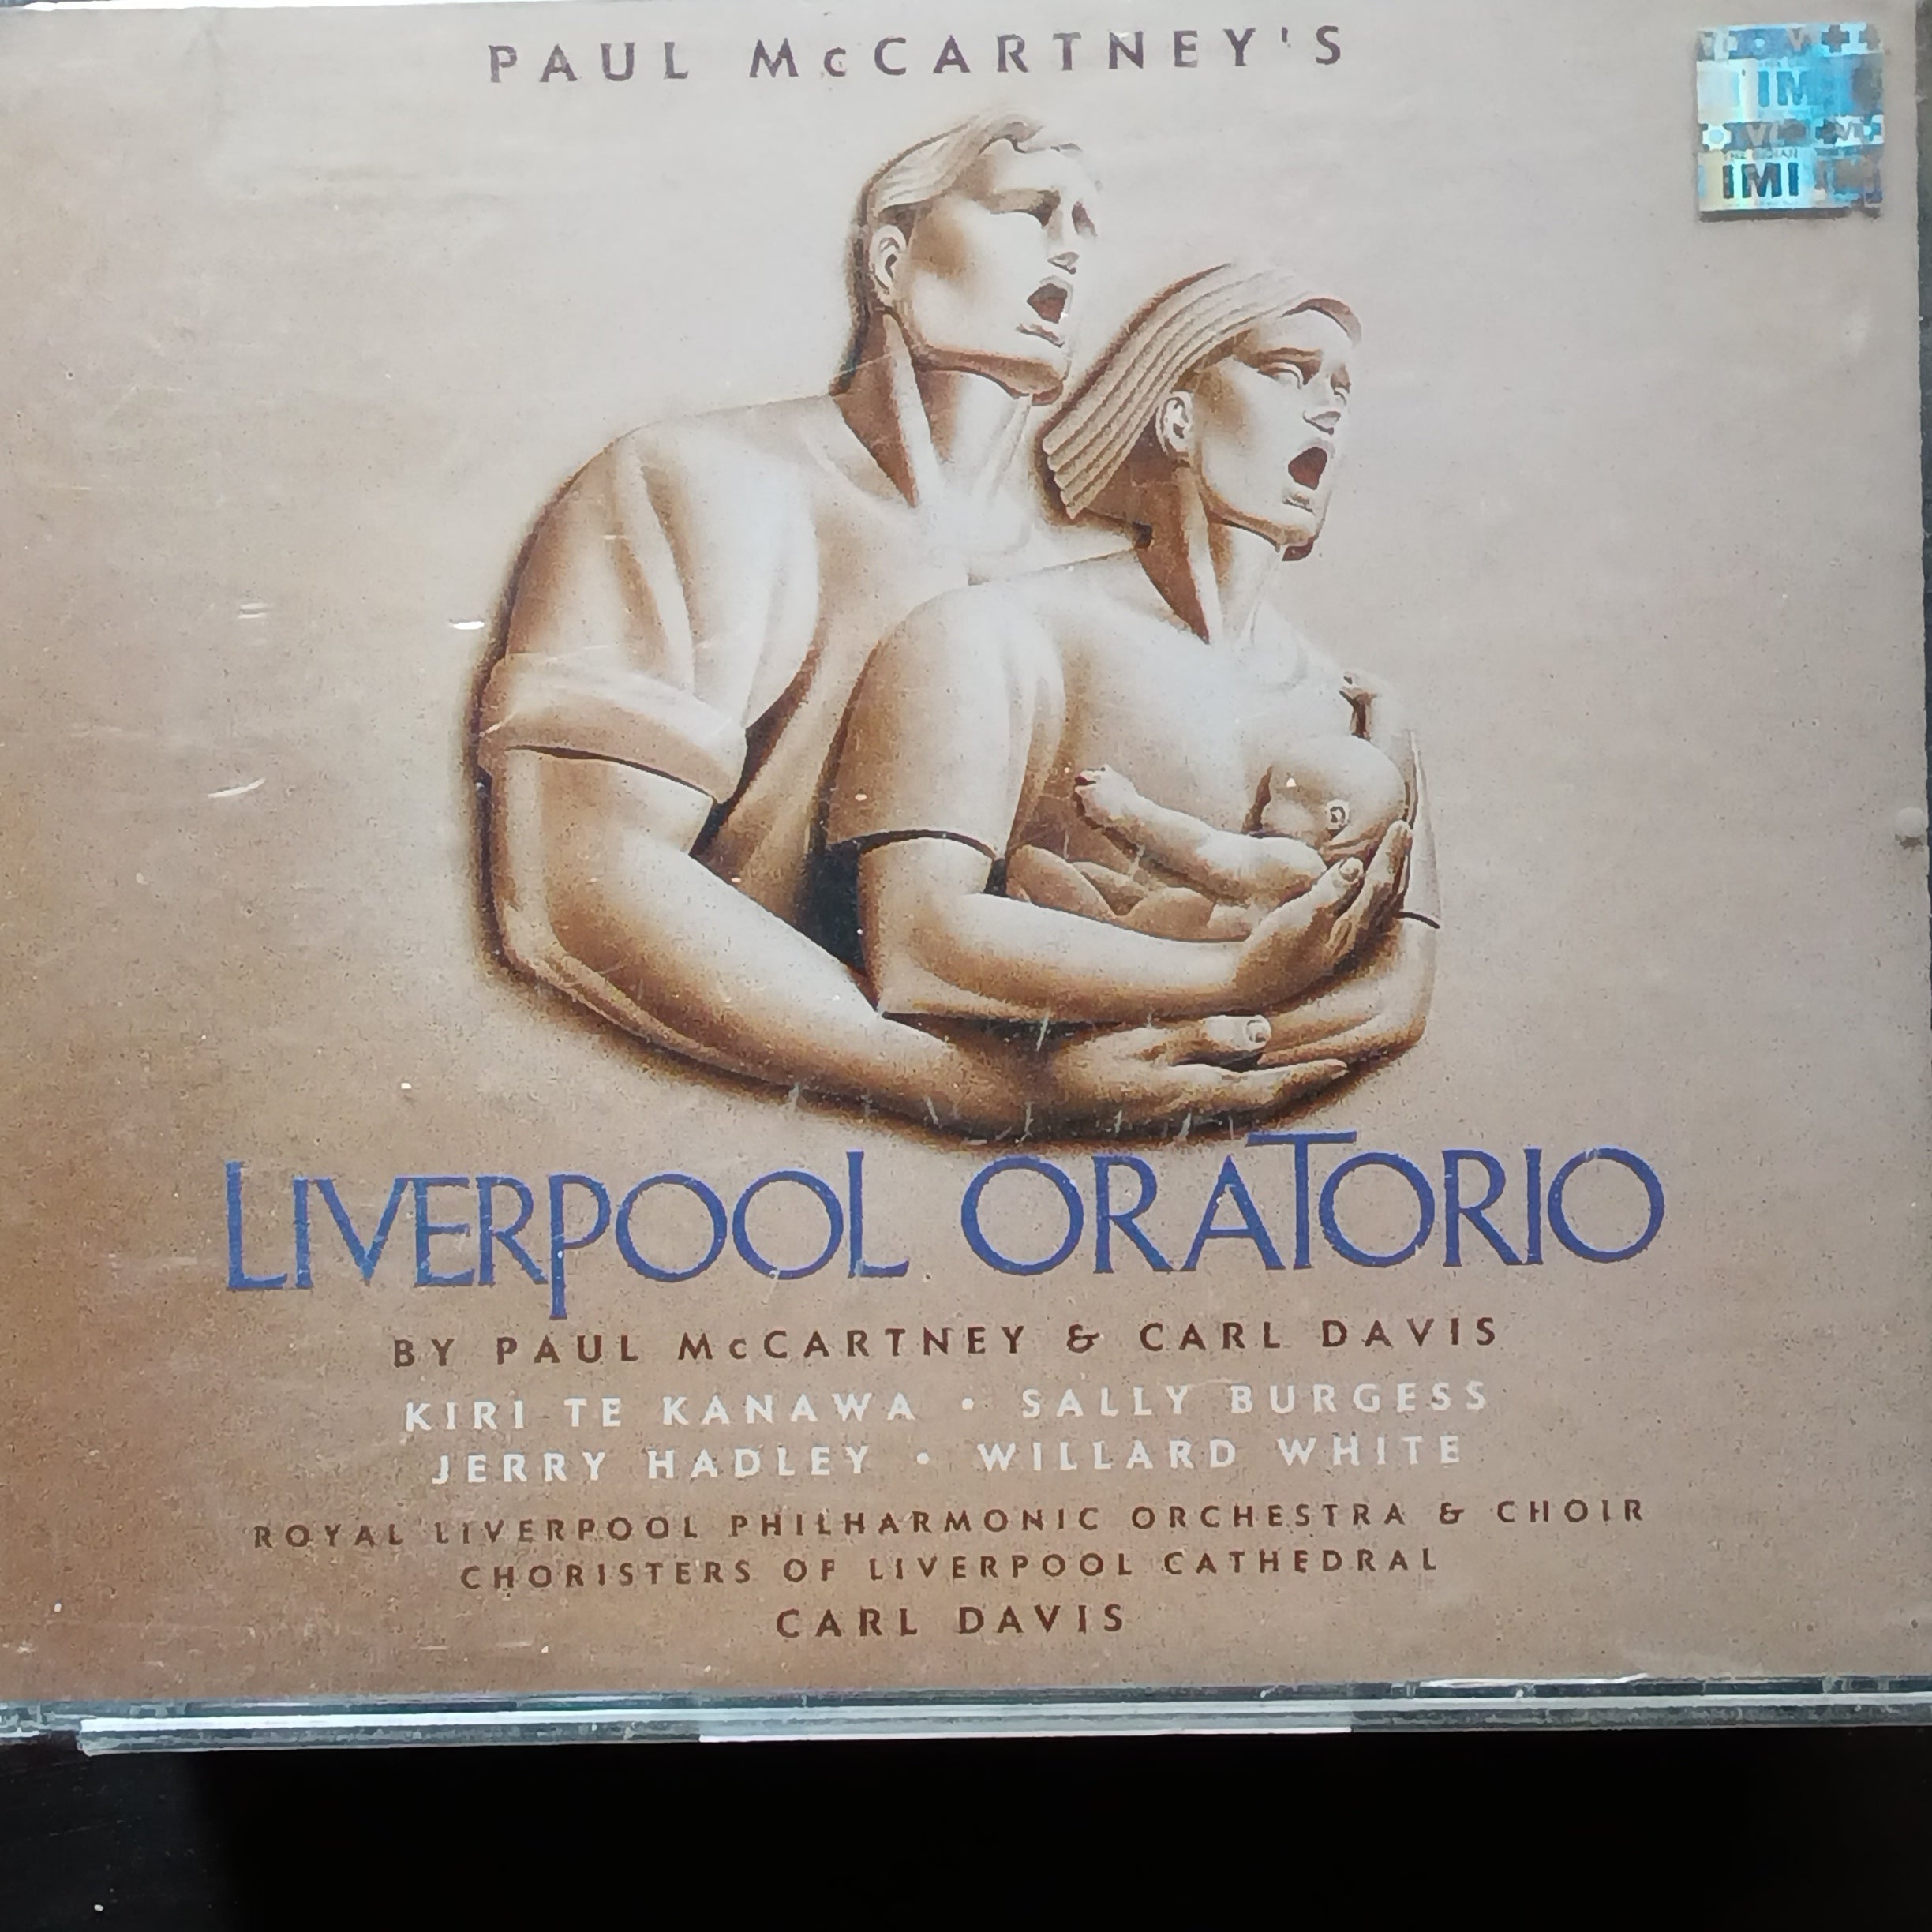 PAUL McCARTNEY'S
IMI
LIVERPOOL ORATORIO
BY PAUL McCARTNEY & CARL DAVIS
KIRI TE KANAWA • SALLY BURGESS
JERRY HADLEY • WILLARD WHITE
ROYAL LIVERPOOL PHILHARMONIC ORCHESTRA & CHOIR
CHORISTERS OF LIVERPOOL CATHEDRAL
CARL DAVIS